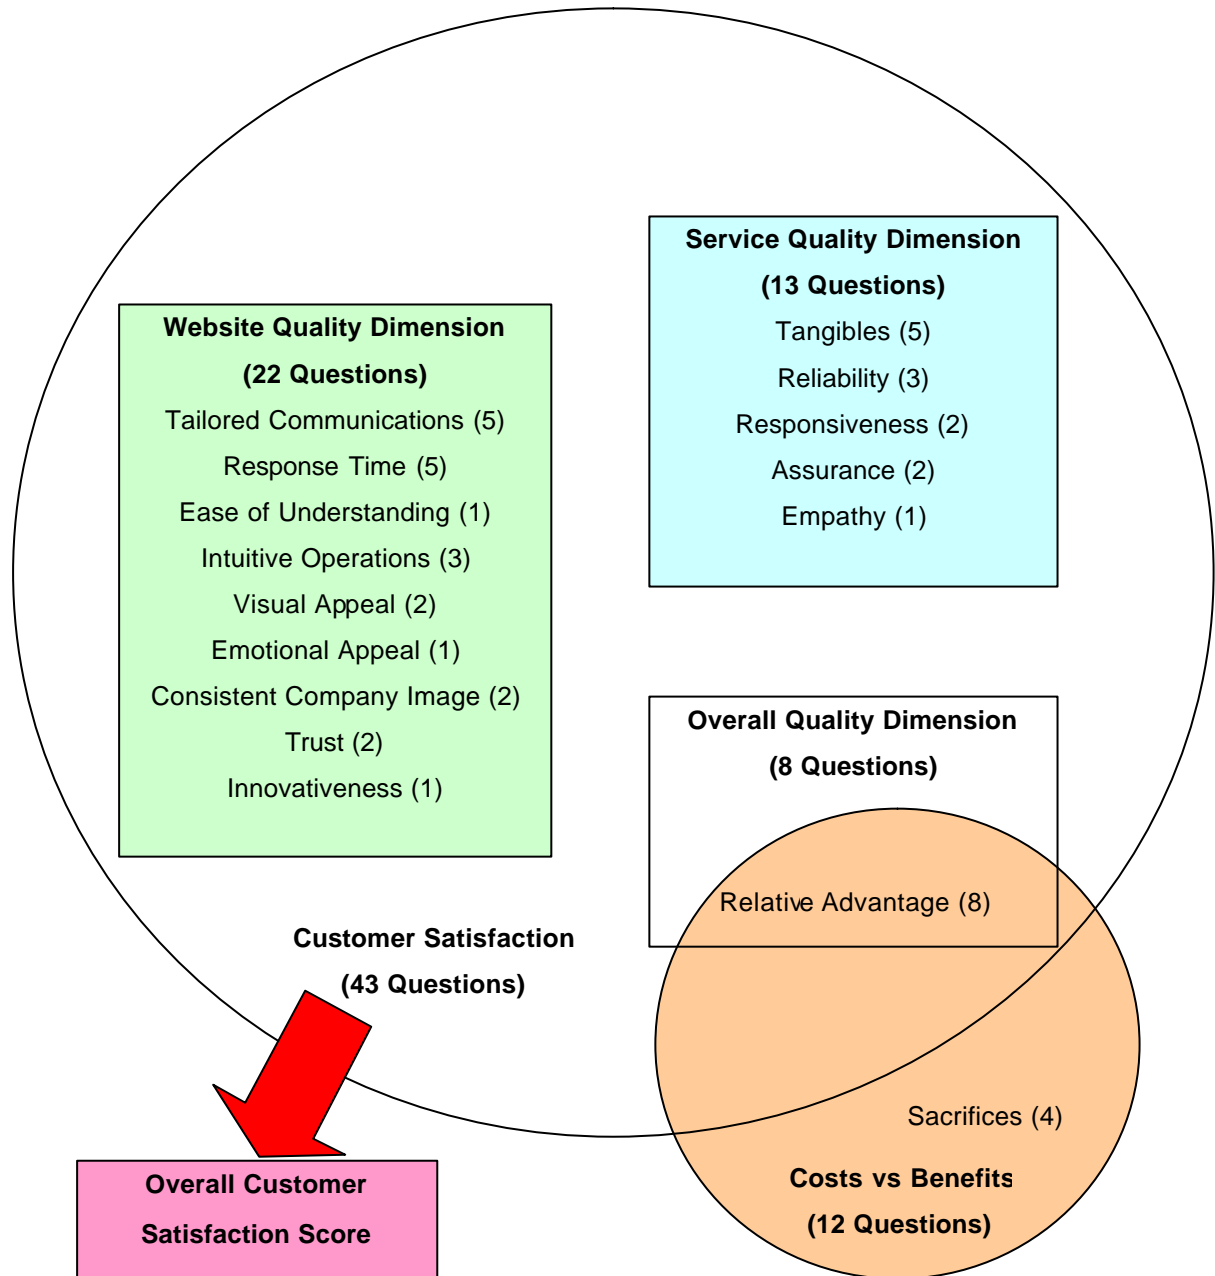 Service Quality Dimension
(13 Questions)
Tangibles (5)
Reliability (3)
Responsiveness (2)
Assurance (2)
Empathy (1)
Website Quality Dimension
(22 Questions)
Tailored Communications (5)
Response Time (5)
Ease of Understanding (1)
Intuitive Operations (3)
Visual Appeal (2)
Emotional Appeal (1)
Consistent Company Image (2)
Trust (2)
Innovativeness (1)
Overall Quality Dimension
(8 Questions)
Relative Advantage (8)
Customer Satisfaction
(43 Questions)
Sacrifices (4)
Costs vs Benefits
(12 Questions)
Overall Customer
Satisfaction Score